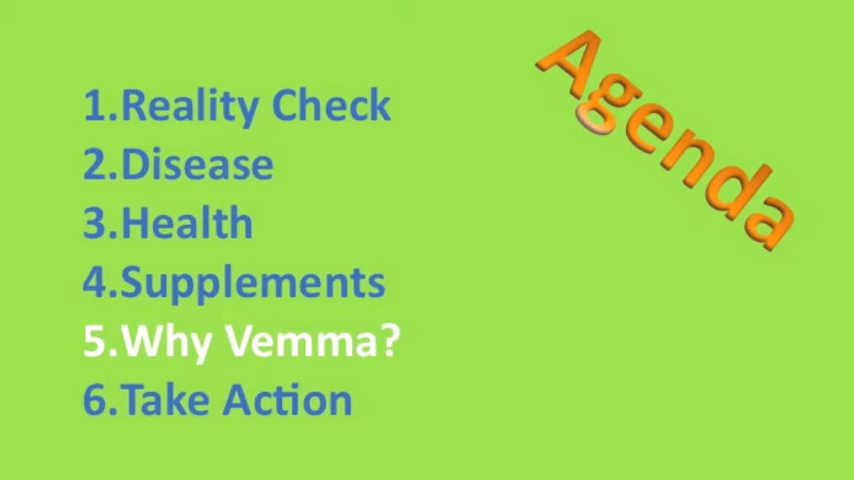 Agenda
1.Reality Check
2.Disease
3.Health
4.Supplements
5.Why Vemma?
6.Take Action